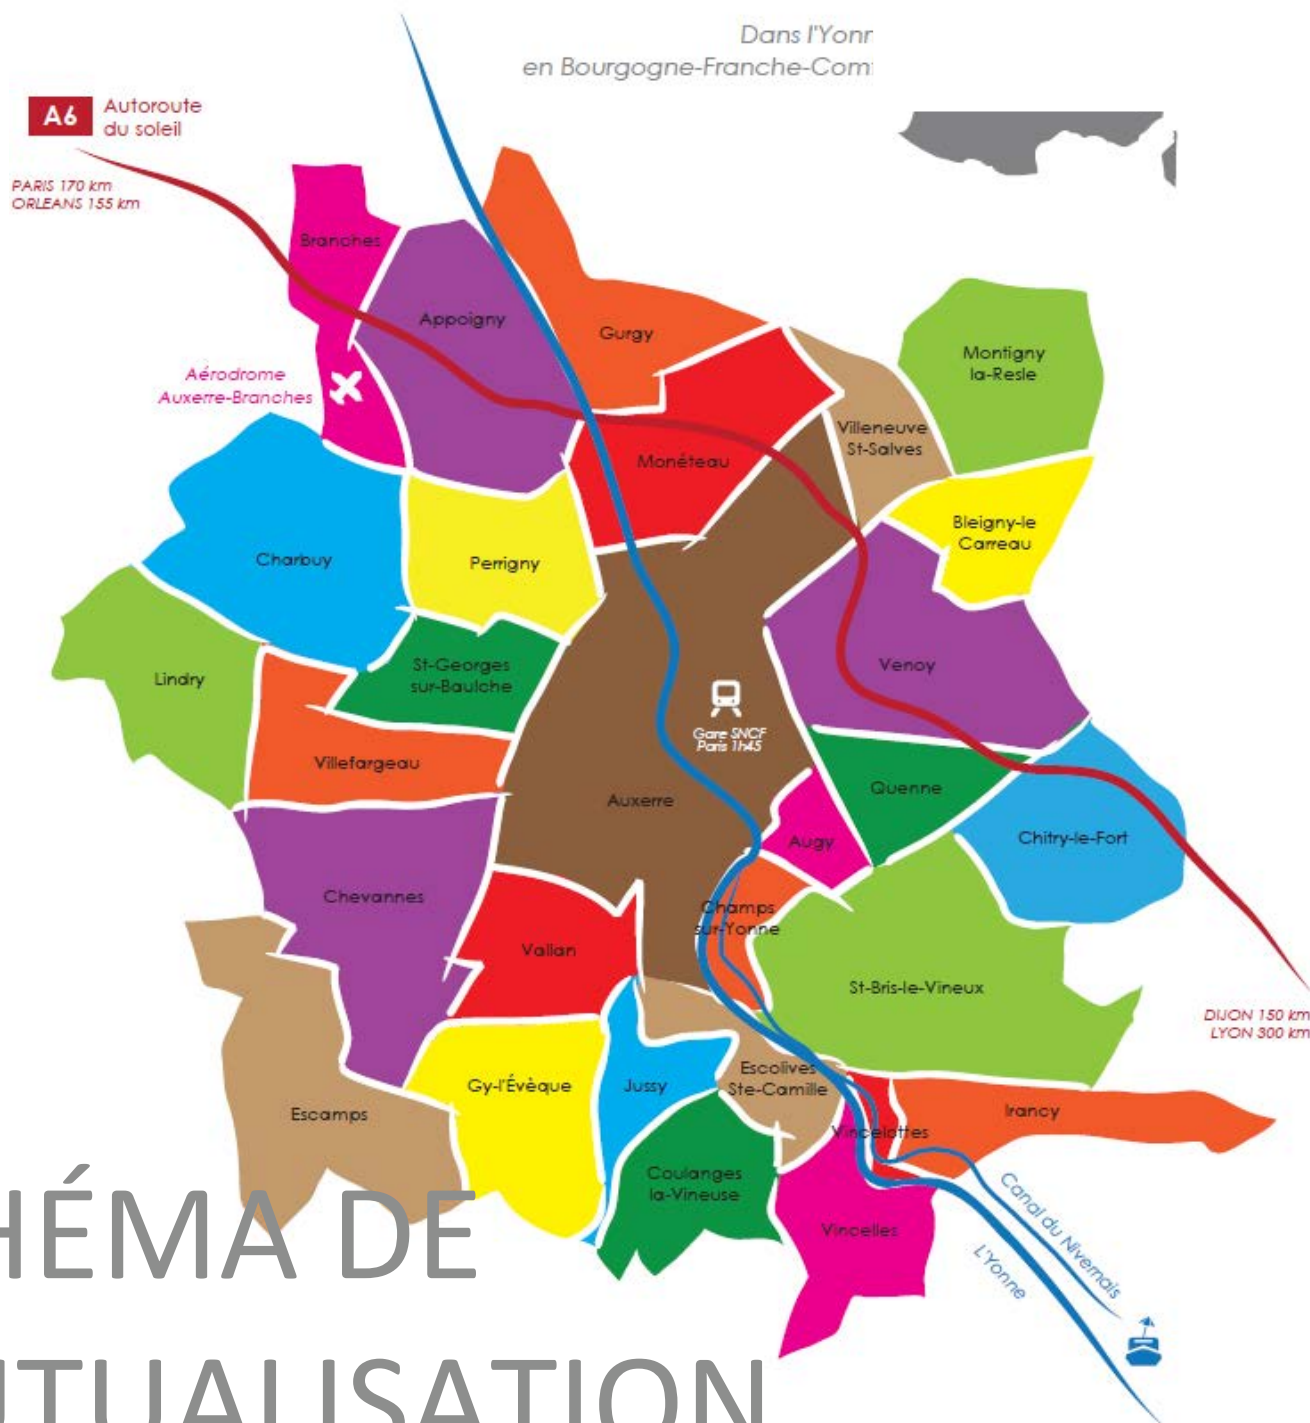 Dans l'Yonn
en Bourgogne-Franche-Com
A6
Autoroute
du soleil
PARIS 170 km
ORLEANS 155 km
Branches
Appoigny
Gurgy
Montigny
la-Resle
Aérodrome
Auxerre-Branches
Villeneuve
St-Salves
Monéteau
Bleigny-le
Carreau
Charbuy
Perrigny
St-Georges
sur-Baulche
Lindry
Venoy
Gare SNCF
Paris 1h45
Villefargeau
Quenne
Auxerre
Augy
Chitry-le-Fort
Chevannes
Champs
sur-Yonne
Vallan
St-Bris-le-Vineux
DIJON 150 km
LYON 300 km
Escolives
Ste-Camille
Gy-l'Évèque
Jussy
Escamps
Irancy
Vincelottes
Coulanges
la-Vineuse
Vincelles
Canal du Nivernais
L'Yonne
HÉMA DE
UTUALISATION